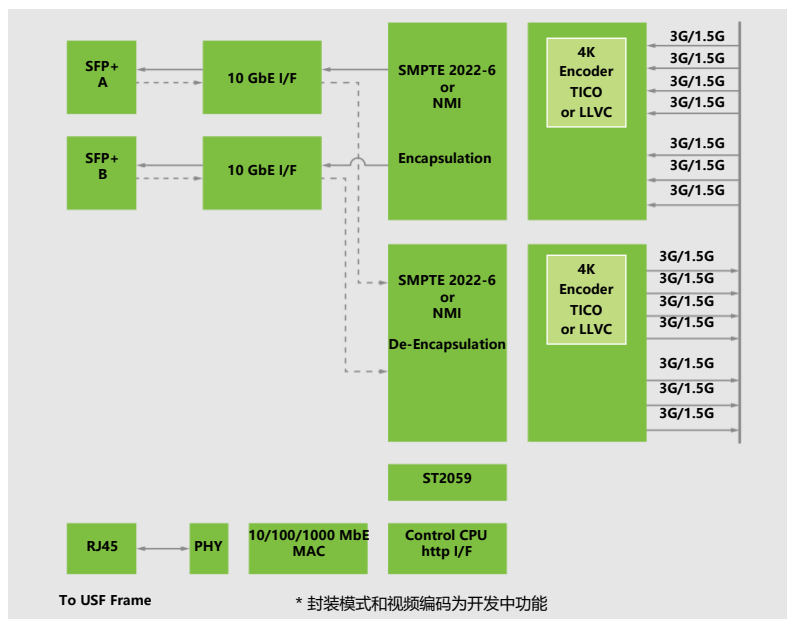 SFP+
A
10 GbE I/F
SMPTE 2022-6
or
NMI
Encapsulation
4K
Encoder
TICO
or LLVC
3G/1.5G
3G/1.5G
3G/1.5G
3G/1.5G
3G/1.5G
3G/1.5G
3G/1.5G
SFP+
B
10 GbE I/F
SMPTE 2022-6
or
NMI
De-Encapsulation
4K
Encoder
TICO
or LLVC
3G/1.5G
3G/1.5G
3G/1.5G
3G/1.5G
3G/1.5G
3G/1.5G
3G/1.5G
ST2059
RJ45
PHY
10/100/1000 MbE
MAC
Control CPU
http I/F
To USF Frame
* 封装模式和视频编码为开发中功能